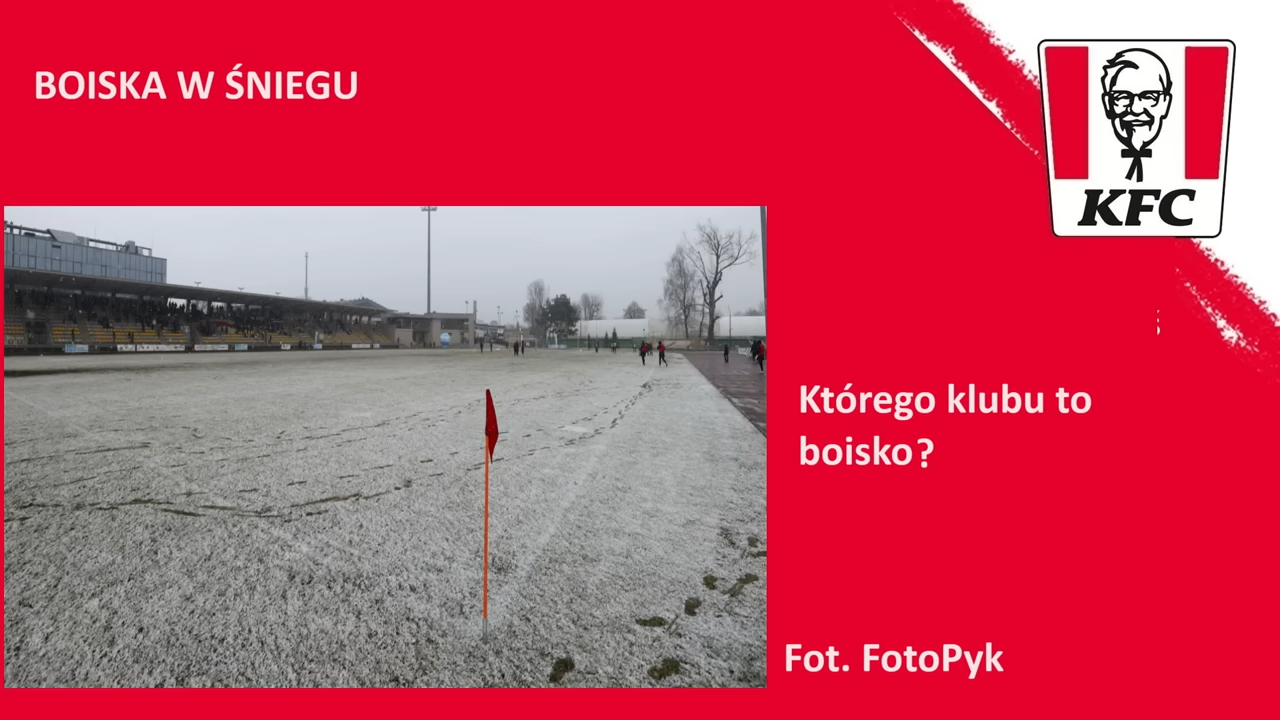 BOISKA W ŚNIEGU
KFC
Którego klubu to
boisko?
Fot. FotoPyk